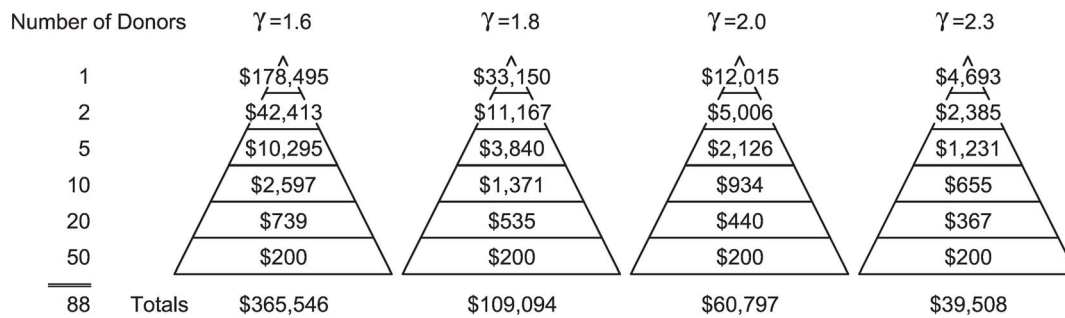 Number of Donors γ=1.6 γ=1.8 γ=2.0 γ=2.3
1 $178,495 $33,150 $12,015 $4,693
2 $42,413 $11,167 $5,006 $2,385
5 $10,295 $3,840 $2,126 $1,231
10 $2,597 $1,371 $934 $655
20 $739 $535 $440 $367
50 $200 $200 $200 $200
88 Totals $365,546 $109,094 $60,797 $39,508